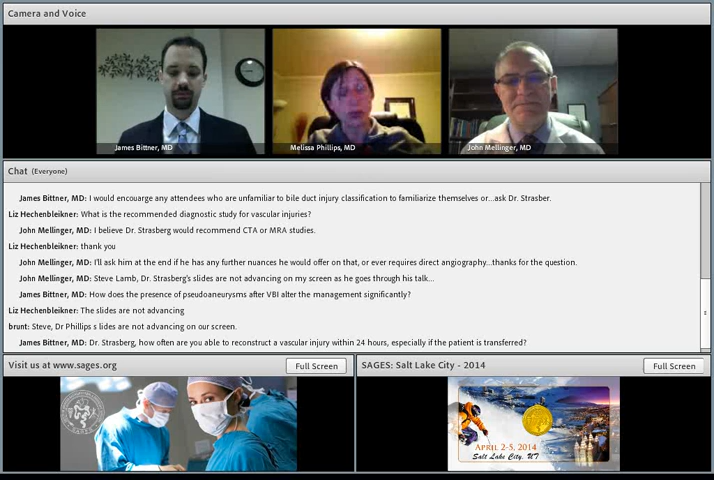 Camera and Voice
James Bittner, MD
Melissa Phillips, MD
John Mellinger, MD
Chat (Everyone)
James Bittner, MD: I would encouarge any attendees who are unfamiliar to bile duct injury classification to familiarize themselves or...ask Dr. Strasber.
Liz Hechenbleikner: What is the recommended diagnostic study for vascular injuries?
John Mellinger, MD: I believe Dr. Strasberg would recommend CTA or MRA studies.
Liz Hechenbleikner: thank you
John Mellinger, MD: I'll ask him at the end if he has any further nuances he would offer on that, or ever requires direct angiography...thanks for the question.
John Mellinger, MD: Steve Lamb, Dr. Strasberg's slides are not advancing on my screen as he goes through his talk...
James Bittner, MD: How does the presence of pseudoaneurysms after VBI alter the management significantly?
Liz Hechenbleikner: The slides are not advancing
brunt: Steve, Dr Phillips s lides are not advancing on our screen.
James Bittner, MD: Dr. Strasberg, how often are you able to reconstruct a vascular injury within 24 hours, especially if the patient is transferred?
Visit us at www.sages.org
Full Screen
SAGES: Salt Lake City - 2014
Full Screen
April 2-5, 2014
Salt Lake City, UT